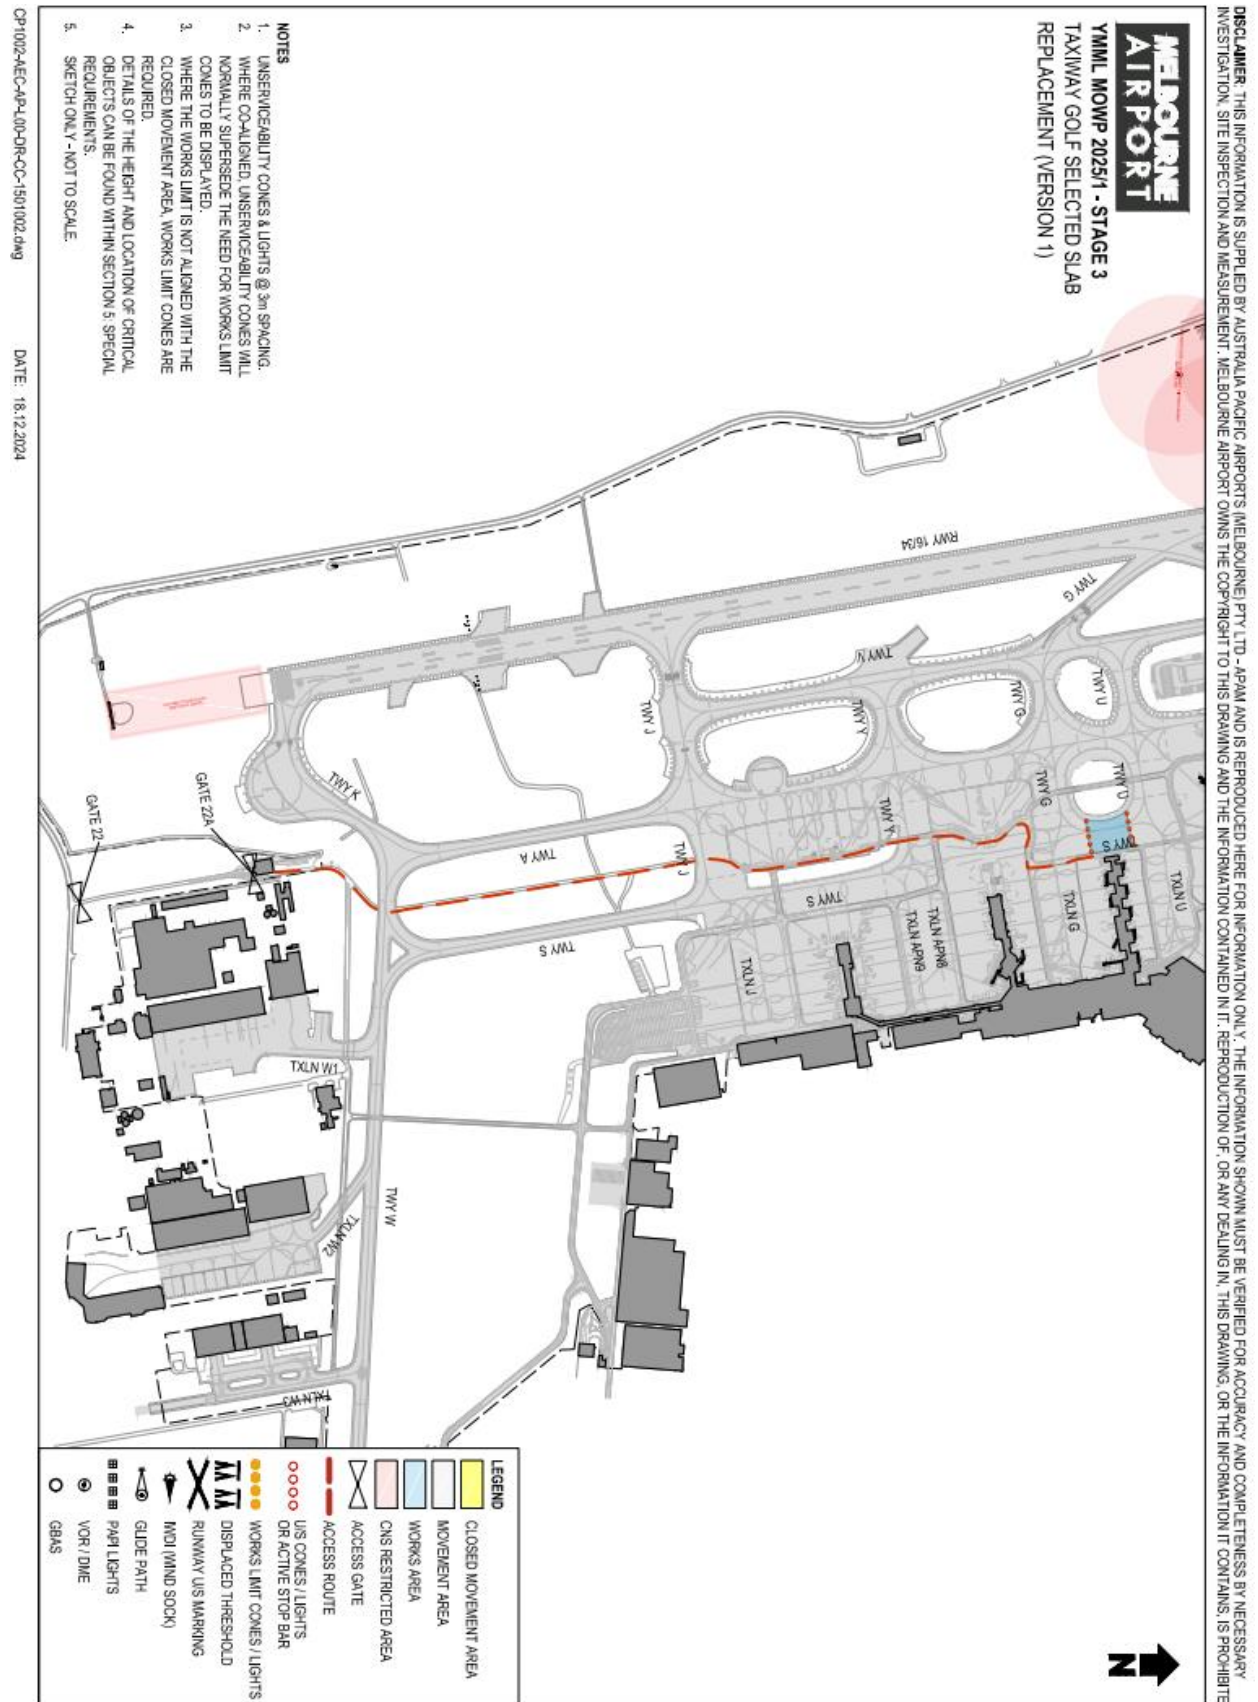 DISCLAIMER: THIS INFORMATION IS SUPPLIED BY AUSTRALIA PACIFIC AIRPORTS (MELBOURNE) PTY LTD - APAM AND IS REPRODUCED HERE FOR INFORMATION ONLY. THE INFORMATION SHOWN MUST BE VERIFIED FOR ACCURACY AND COMPLETENESS BY NECESSARY
INVESTIGATION, SITE INSPECTION AND MEASUREMENT. MELBOURNE AIRPORT OWNS THE COPYRIGHT TO THIS DRAWING AND THE INFORMATION CONTAINED IN IT. REPRODUCTION OF, OR ANY DEALING IN, THIS DRAWING, OR THE INFORMATION IT CONTAINS, IS PROHIBITE
MELBOURNE
AIRPORT
YMML MOWP 2025/1 - STAGE 3
TAXIWAY GOLF SELECTED SLAB
REPLACEMENT (VERSION 1)
RWY 16/34
TWY G
TWY N
TWY U
TWY G
TWY Y
TWY J
TWY U
TWY G
TWY Y
TWY S
TWY K
TWY A
TWY J
TWY S
TXLN U
TXLN G
TXLN APN8
TXLN APN9
TXLN J
TWY S
GATE 22A
GATE 22
TXLN W1
TWY W
TXLN W2
TXLN W3
NOTES
1. UNSERVICEABILITY CONES & LIGHTS @ 3m SPACING.
2. WHERE CO-ALIGNED, UNSERVICEABILITY CONES WILL
NORMALLY SUPERSEDE THE NEED FOR WORKS LIMIT
CONES TO BE DISPLAYED.
3. WHERE THE WORKS LIMIT IS NOT ALIGNED WITH THE
CLOSED MOVEMENT AREA, WORKS LIMIT CONES ARE
REQUIRED.
4. DETAILS OF THE HEIGHT AND LOCATION OF CRITICAL
OBJECTS CAN BE FOUND WITHIN SECTION 5: SPECIAL
REQUIREMENTS.
5. SKETCH ONLY - NOT TO SCALE.
LEGEND
CLOSED MOVEMENT AREA
MOVEMENT AREA
WORKS AREA
CNS RESTRICTED AREA
ACCESS GATE
ACCESS ROUTE
U/S CONES / LIGHTS
OR ACTIVE STOP BAR
WORKS LIMIT CONES / LIGHTS
DISPLACED THRESHOLD
RUNWAY U/S MARKING
IWDI (WIND SOCK)
GLIDE PATH
PAPI LIGHTS
VOR / DME
GBAS
N
CP1002-AEC-AP-L00-DR-CC-1501002.dwg
DATE: 18.12.2024